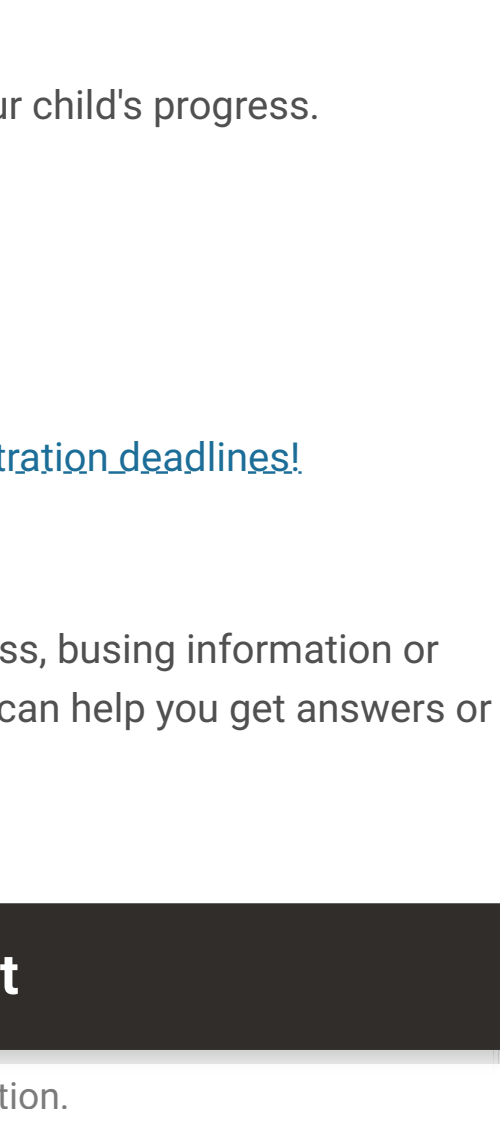 ur child's progress.
tration deadlines!
ss, busing information or
can help you get answers or
t
tion.